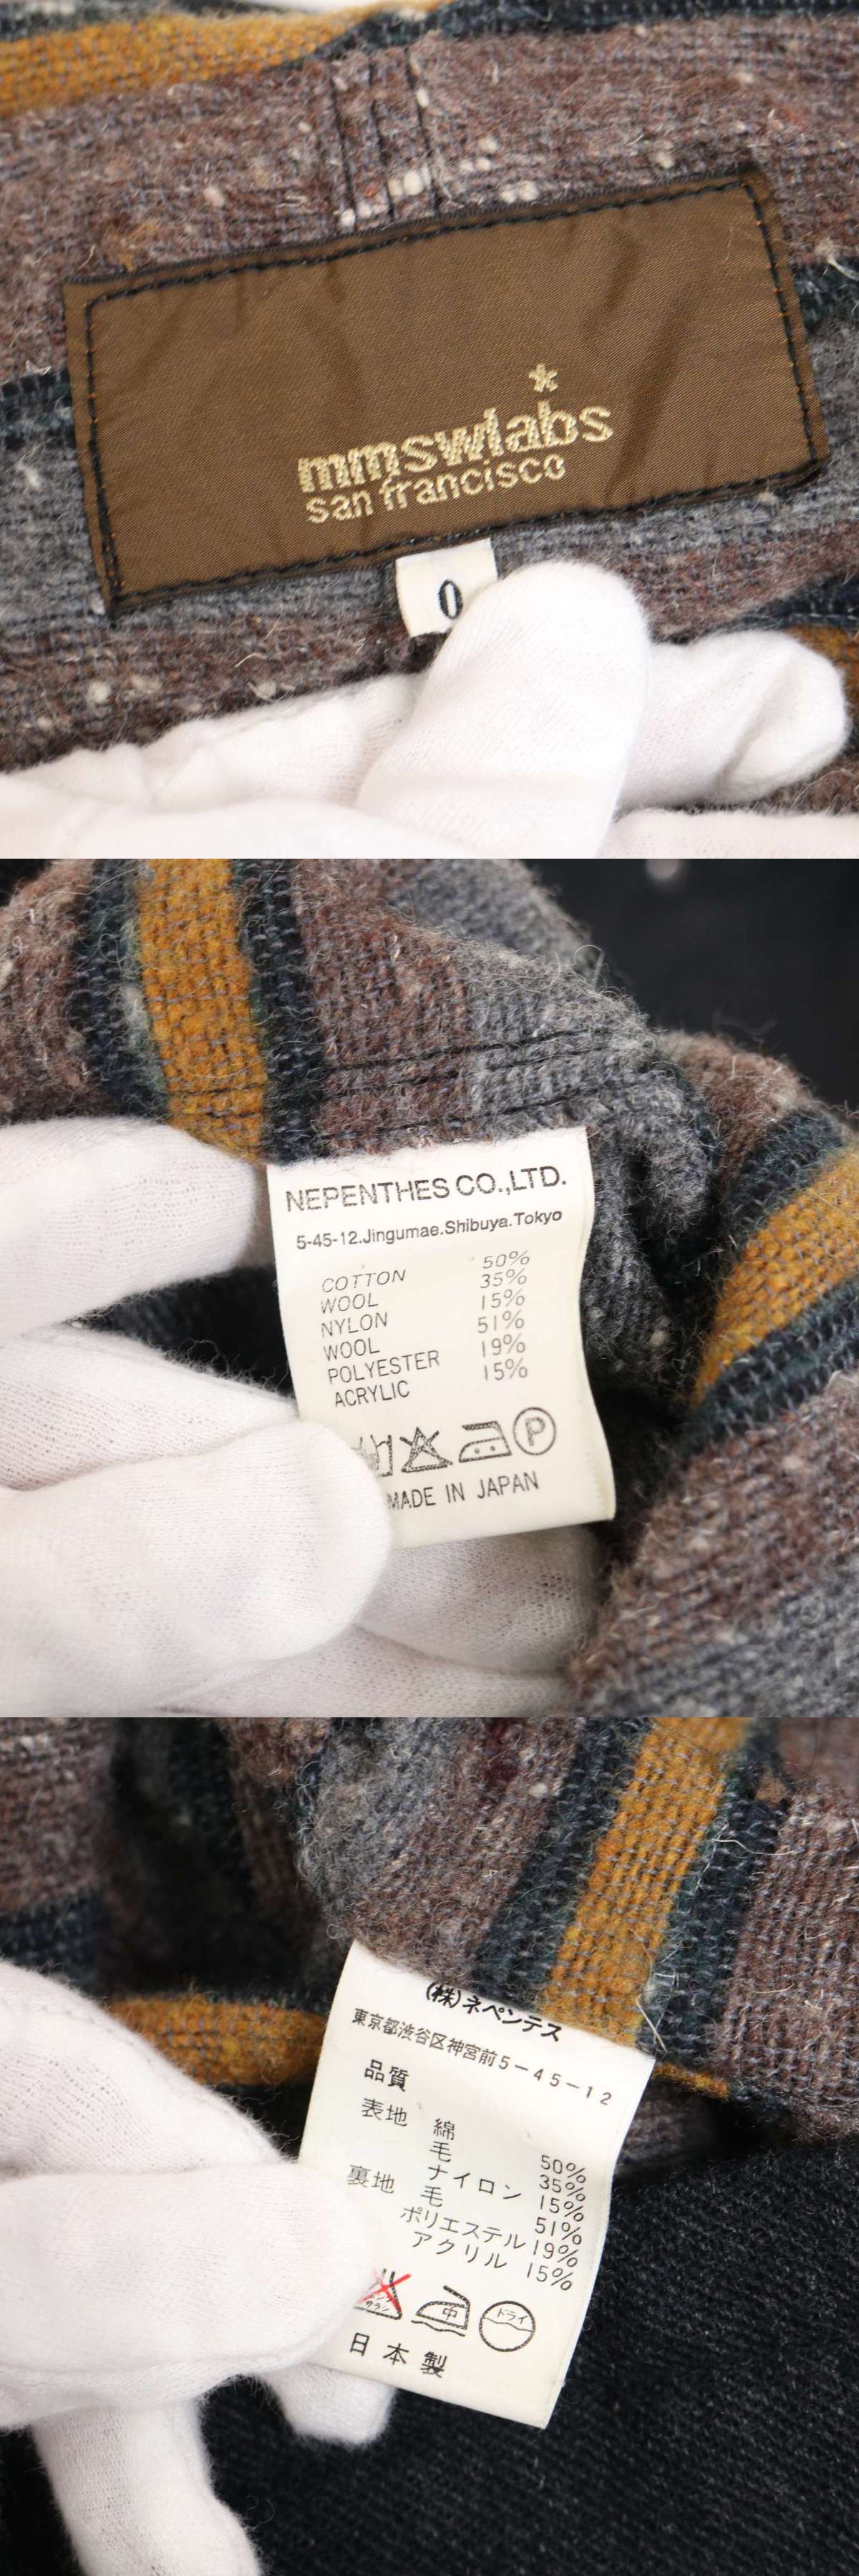 *
mmswlabs
san francisco
0
NEPENTHES CO.,LTD.
5-45-12.Jingumae.Shibuya.Tokyo
COTTON 50%
WOOL 35%
NYLON 15%
WOOL 51%
POLYESTER 19%
ACRYLIC 15%
P
MADE IN JAPAN
(株)ネペンテス
東京都渋谷区神宮前5-45-12
品質
表地 綿 50%
毛 35%
ナイロン 15%
裏地 毛 51%
ポリエステル 19%
アクリル 15%
中 ドライ
日本製